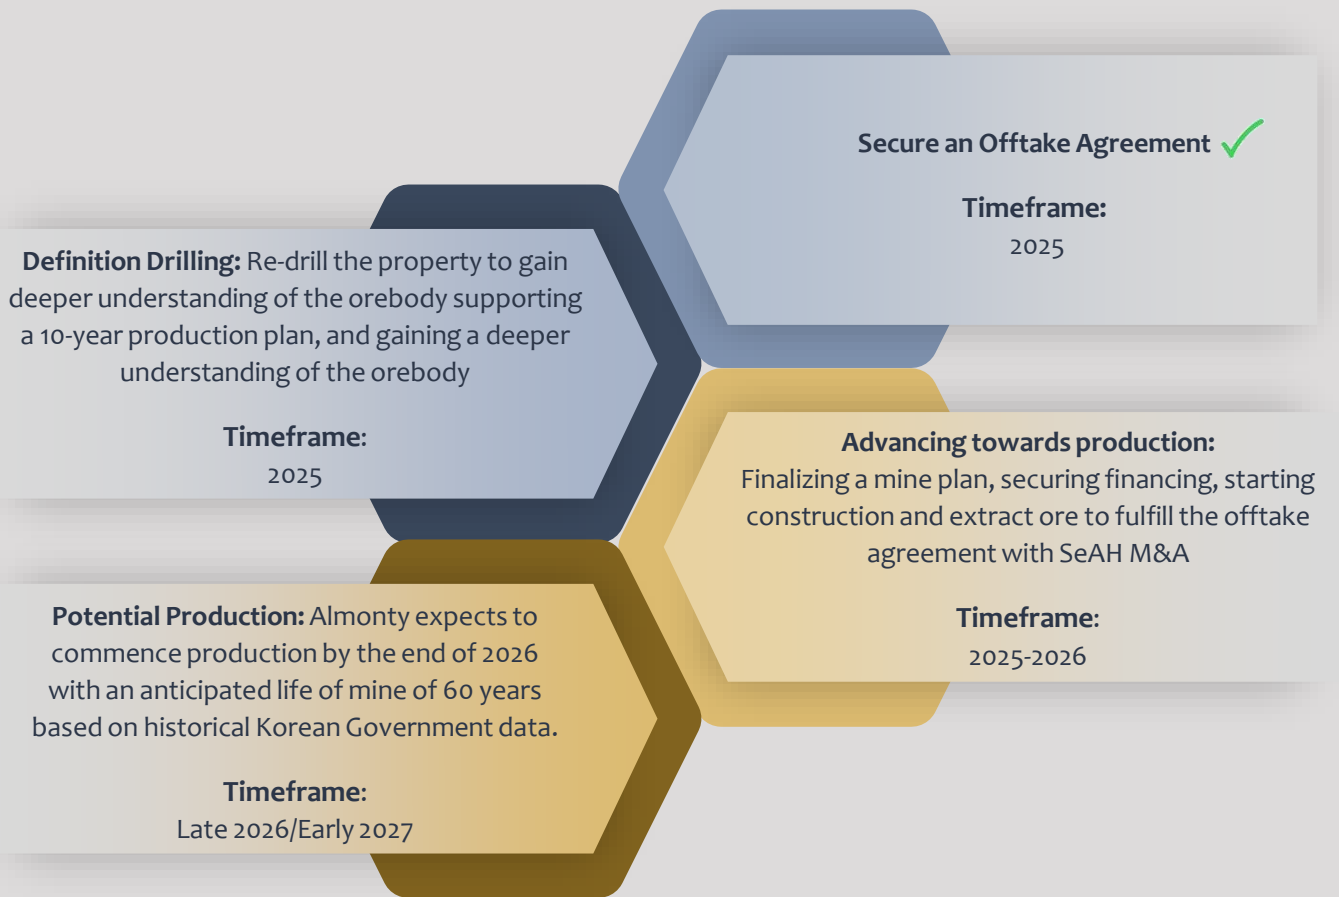 Secure an Offtake Agreement
Timeframe:
2025
Definition Drilling: Re-drill the property to gain
deeper understanding of the orebody supporting
a 10-year production plan, and gaining a deeper
understanding of the orebody
Timeframe:
2025
Advancing towards production:
Finalizing a mine plan, securing financing, starting
construction and extract ore to fulfill the offtake
agreement with SeAH M&A
Timeframe:
2025-2026
Potential Production: Almonty expects to
commence production by the end of 2026
with an anticipated life of mine of 60 years
based on historical Korean Government data.
Timeframe:
Late 2026/Early 2027